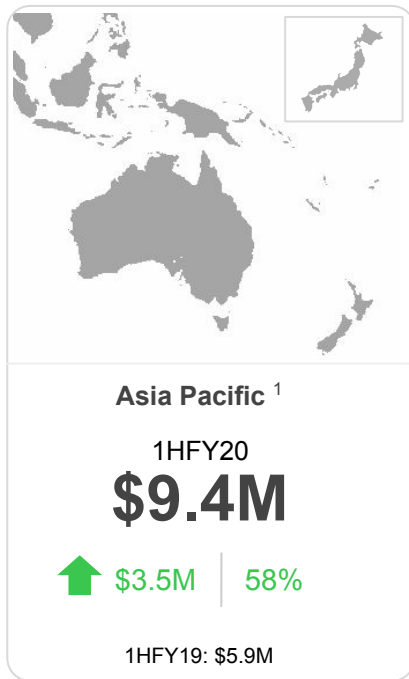 Asia Pacific 1
1HFY20
$9.4M
$3.5M 58%
1HFY19: $5.9M